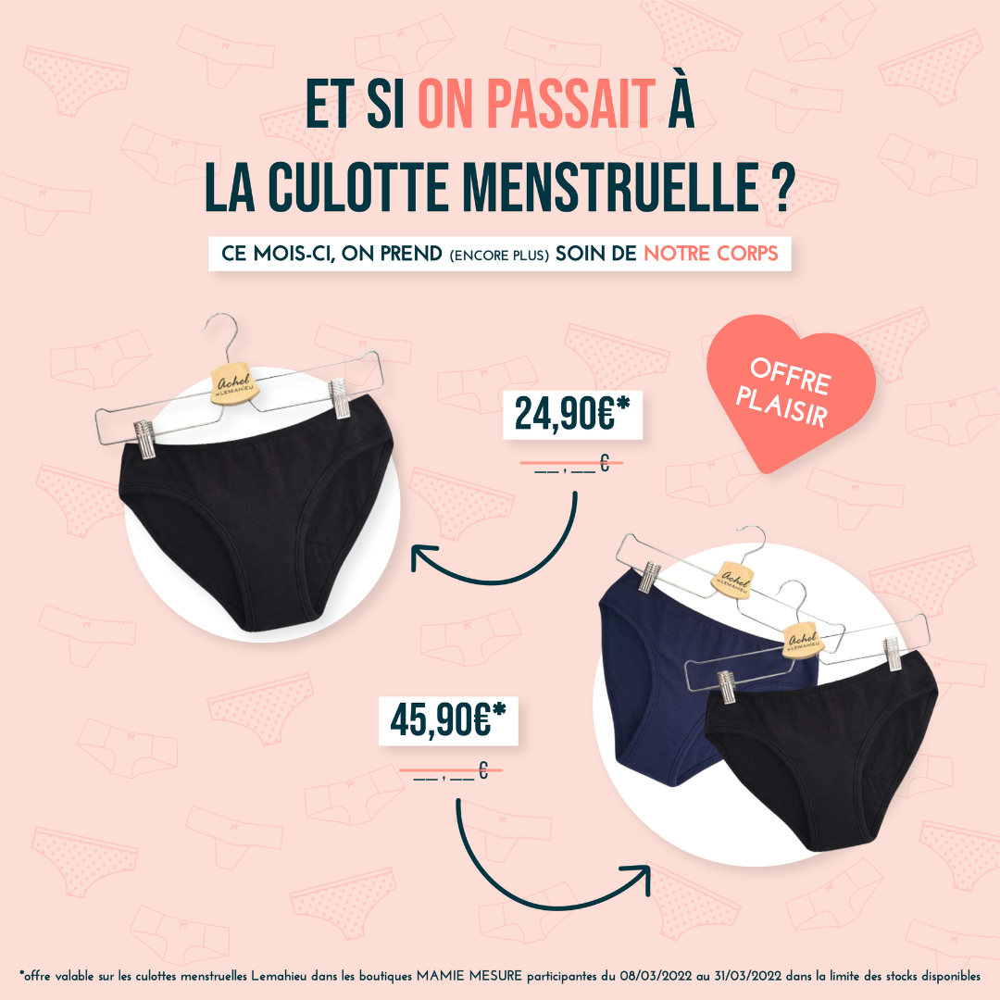 ET SI ON PASSAIT À
LA CULOTTE MENSTRUELLE ?
CE MOIS-CI, ON PREND (ENCORE PLUS) SOIN DE NOTRE CORPS
OFFRE
PLAISIR
Achel
by LEMAHIEU
24,90€*
__,__€
Achel
by LEMAHIEU
Achel
by LEMAHIEU
45,90€*
__,__€
*offre valable sur les culottes menstruelles Lemahieu dans les boutiques MAMIE MESURE participantes du 08/03/2022 au 31/03/2022 dans la limite des stocks disponibles